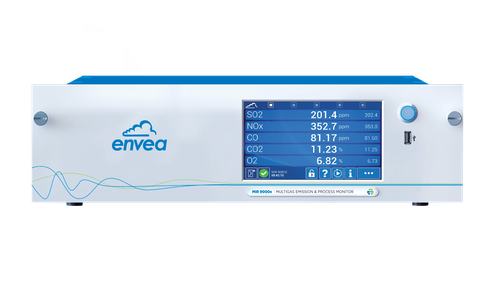 envea
SO2 201.4 ppm 202.4
NOx 352.7 ppm 353.0
CO 81.17 ppm 81.50
CO2 11.23 % 11.25
O2 6.82 % 6.73
MIR 9000e | MULTIGAS EMISSION & PROCESS MONITOR